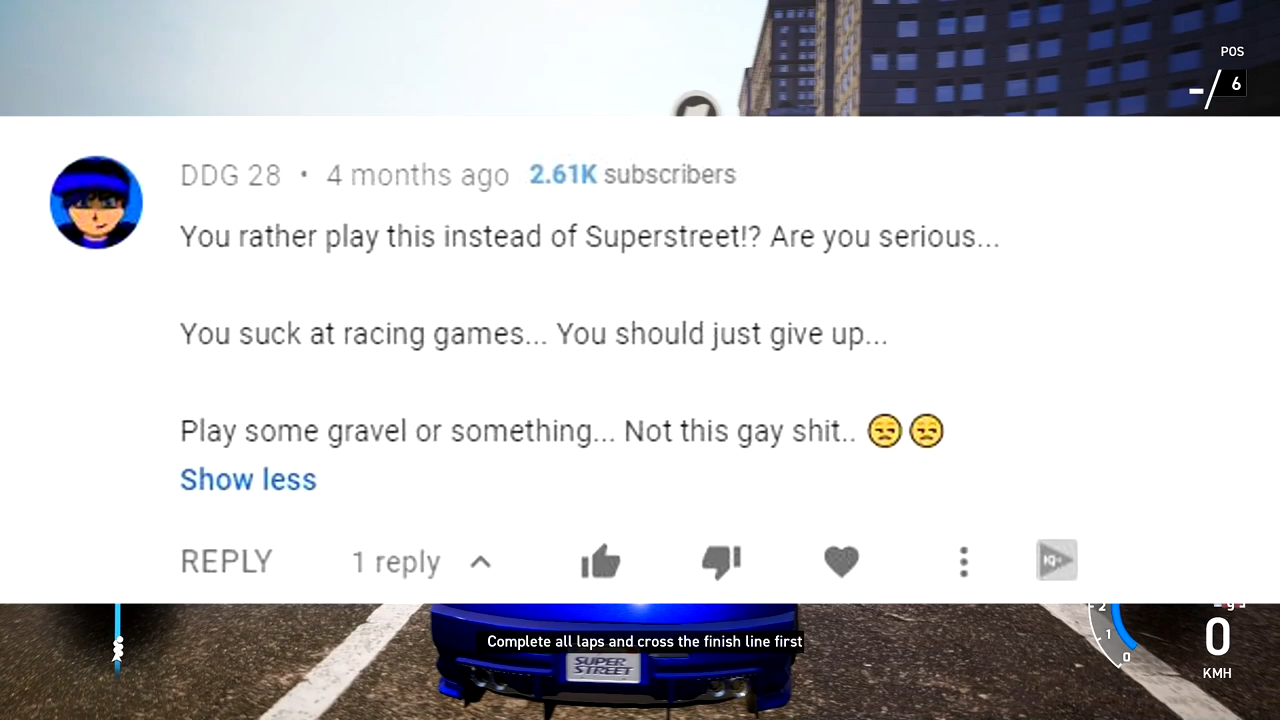 POS
-/ 6
DDG 28 • 4 months ago 2.61K subscribers
You rather play this instead of Superstreet!? Are you serious...
You suck at racing games... You should just give up...
Play some gravel or something... Not this gay shit.. 😒😒
Show less
REPLY 1 reply
Complete all laps and cross the finish line first
SUPER
STREET
2
1
0
0
KMH